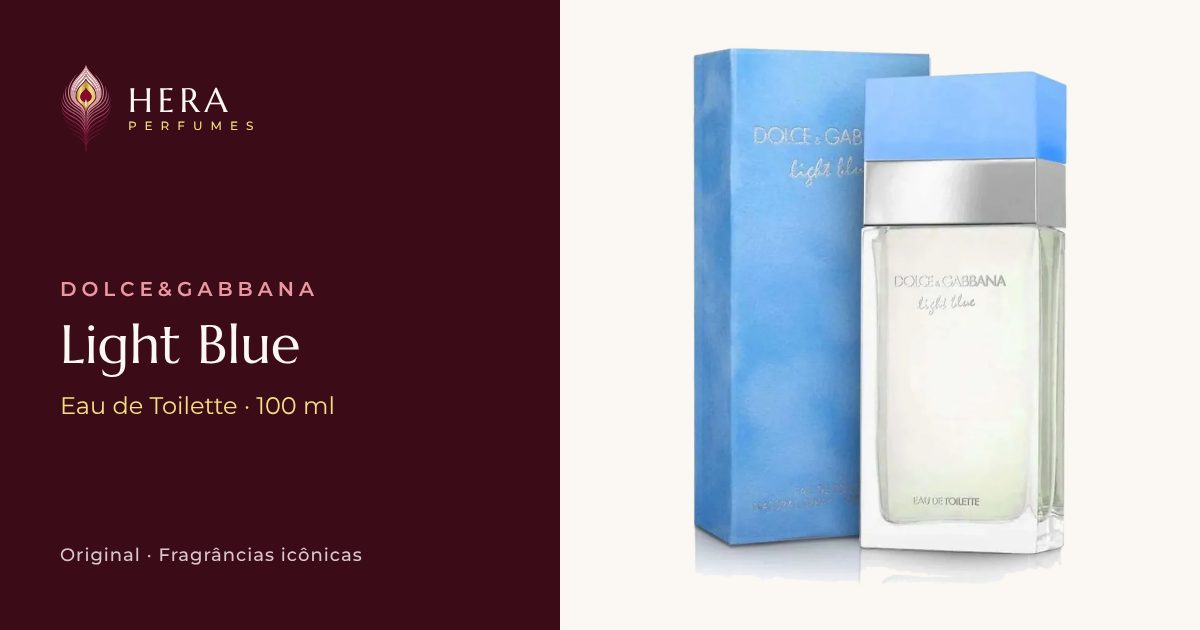 HERA
PERFUMES
DOLCE&GABBANA
Light Blue
Eau de Toilette · 100 ml
Original · Fragrâncias icônicas
DOLCE & GAB
light blu
DOLCE & GABBANA
light blue
EAU DE TOILETTE